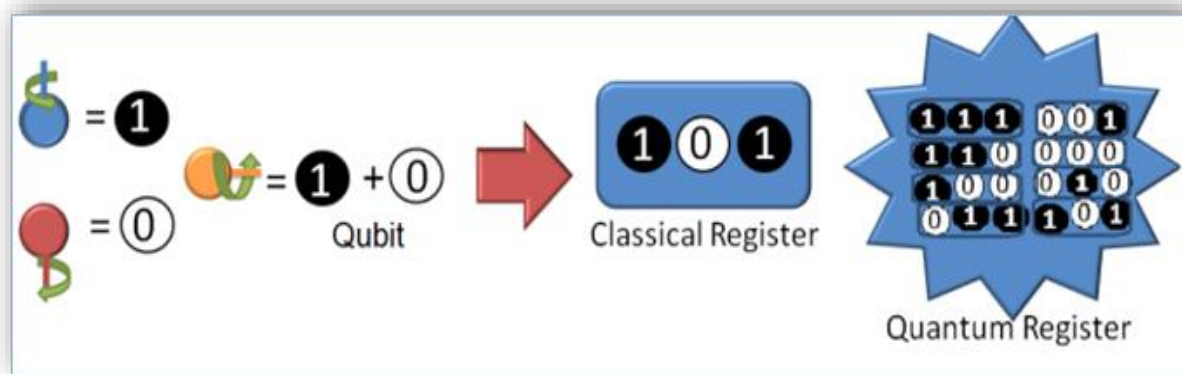 = 1
= 0
= 1 + 0
Qubit
1 0 1
Classical Register
1 1 1 0 0 1
1 1 0 0 0 0
1 0 0 0 1 0
0 1 1 1 0 1
Quantum Register